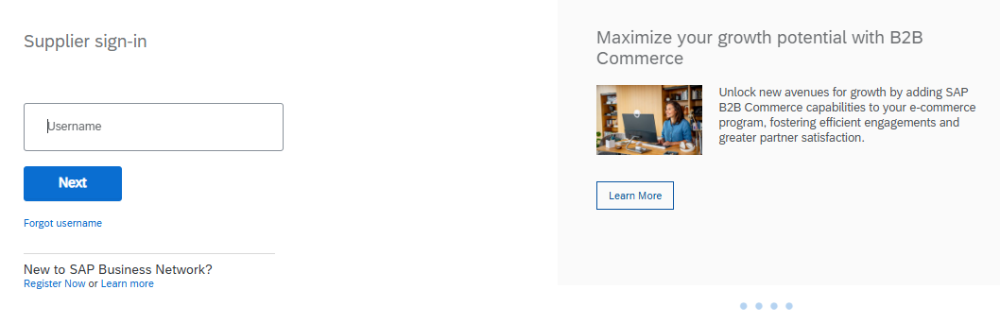 Supplier sign-in
Username
Next
Forgot username
New to SAP Business Network?
Register Now or Learn more
Maximize your growth potential with B2B
Commerce
Unlock new avenues for growth by adding SAP
B2B Commerce capabilities to your e-commerce
program, fostering efficient engagements and
greater partner satisfaction.
Learn More